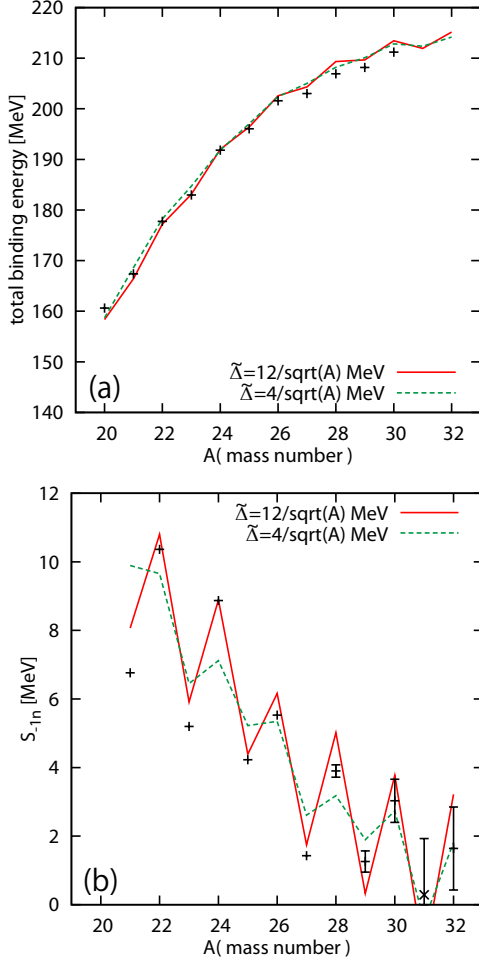 220
210
200
190
180
170
160
150
140
total binding energy [MeV]
(a)
Δ̃=12/sqrt(A) MeV
Δ̃=4/sqrt(A) MeV
20 22 24 26 28 30 32
A( mass number )
12
10
8
6
4
2
0
S-1n [MeV]
Δ̃=12/sqrt(A) MeV
Δ̃=4/sqrt(A) MeV
(b)
20 22 24 26 28 30 32
A( mass number )